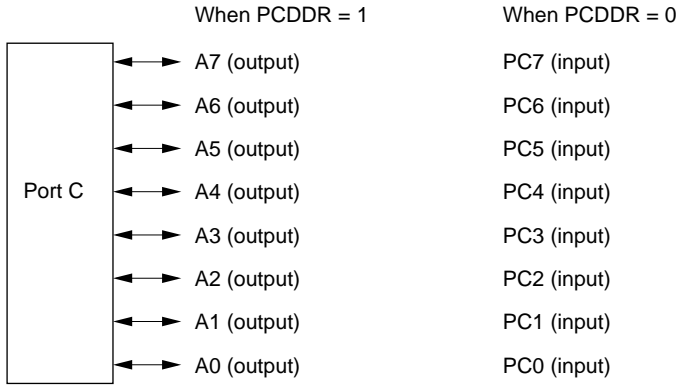 When PCDDR = 1 When PCDDR = 0
A7 (output) PC7 (input)
A6 (output) PC6 (input)
A5 (output) PC5 (input)
Port C A4 (output) PC4 (input)
A3 (output) PC3 (input)
A2 (output) PC2 (input)
A1 (output) PC1 (input)
A0 (output) PC0 (input)